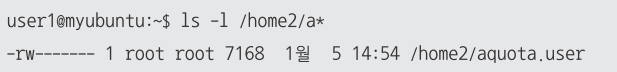 user1@myubuntu:~$ ls -l /home2/a*
-rw------- 1 root root 7168  1월  5 14:54 /home2/aquota.user